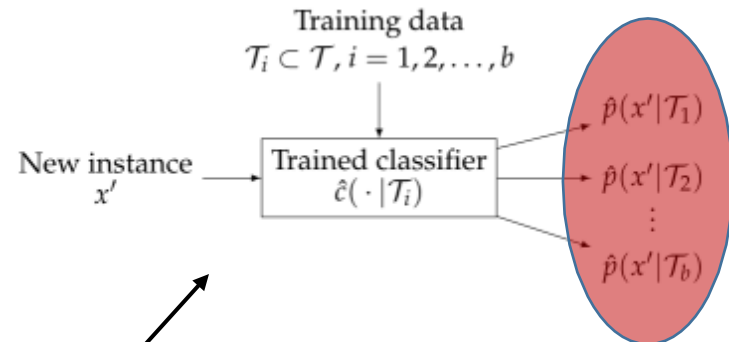 Training data
𝒯ᵢ ⊂ 𝒯, i = 1, 2, . . . , b
New instance
x′
Trained classifier
ĉ( · |𝒯ᵢ)
p̂(x′|𝒯₁)
p̂(x′|𝒯₂)
⋮
p̂(x′|𝒯_b)